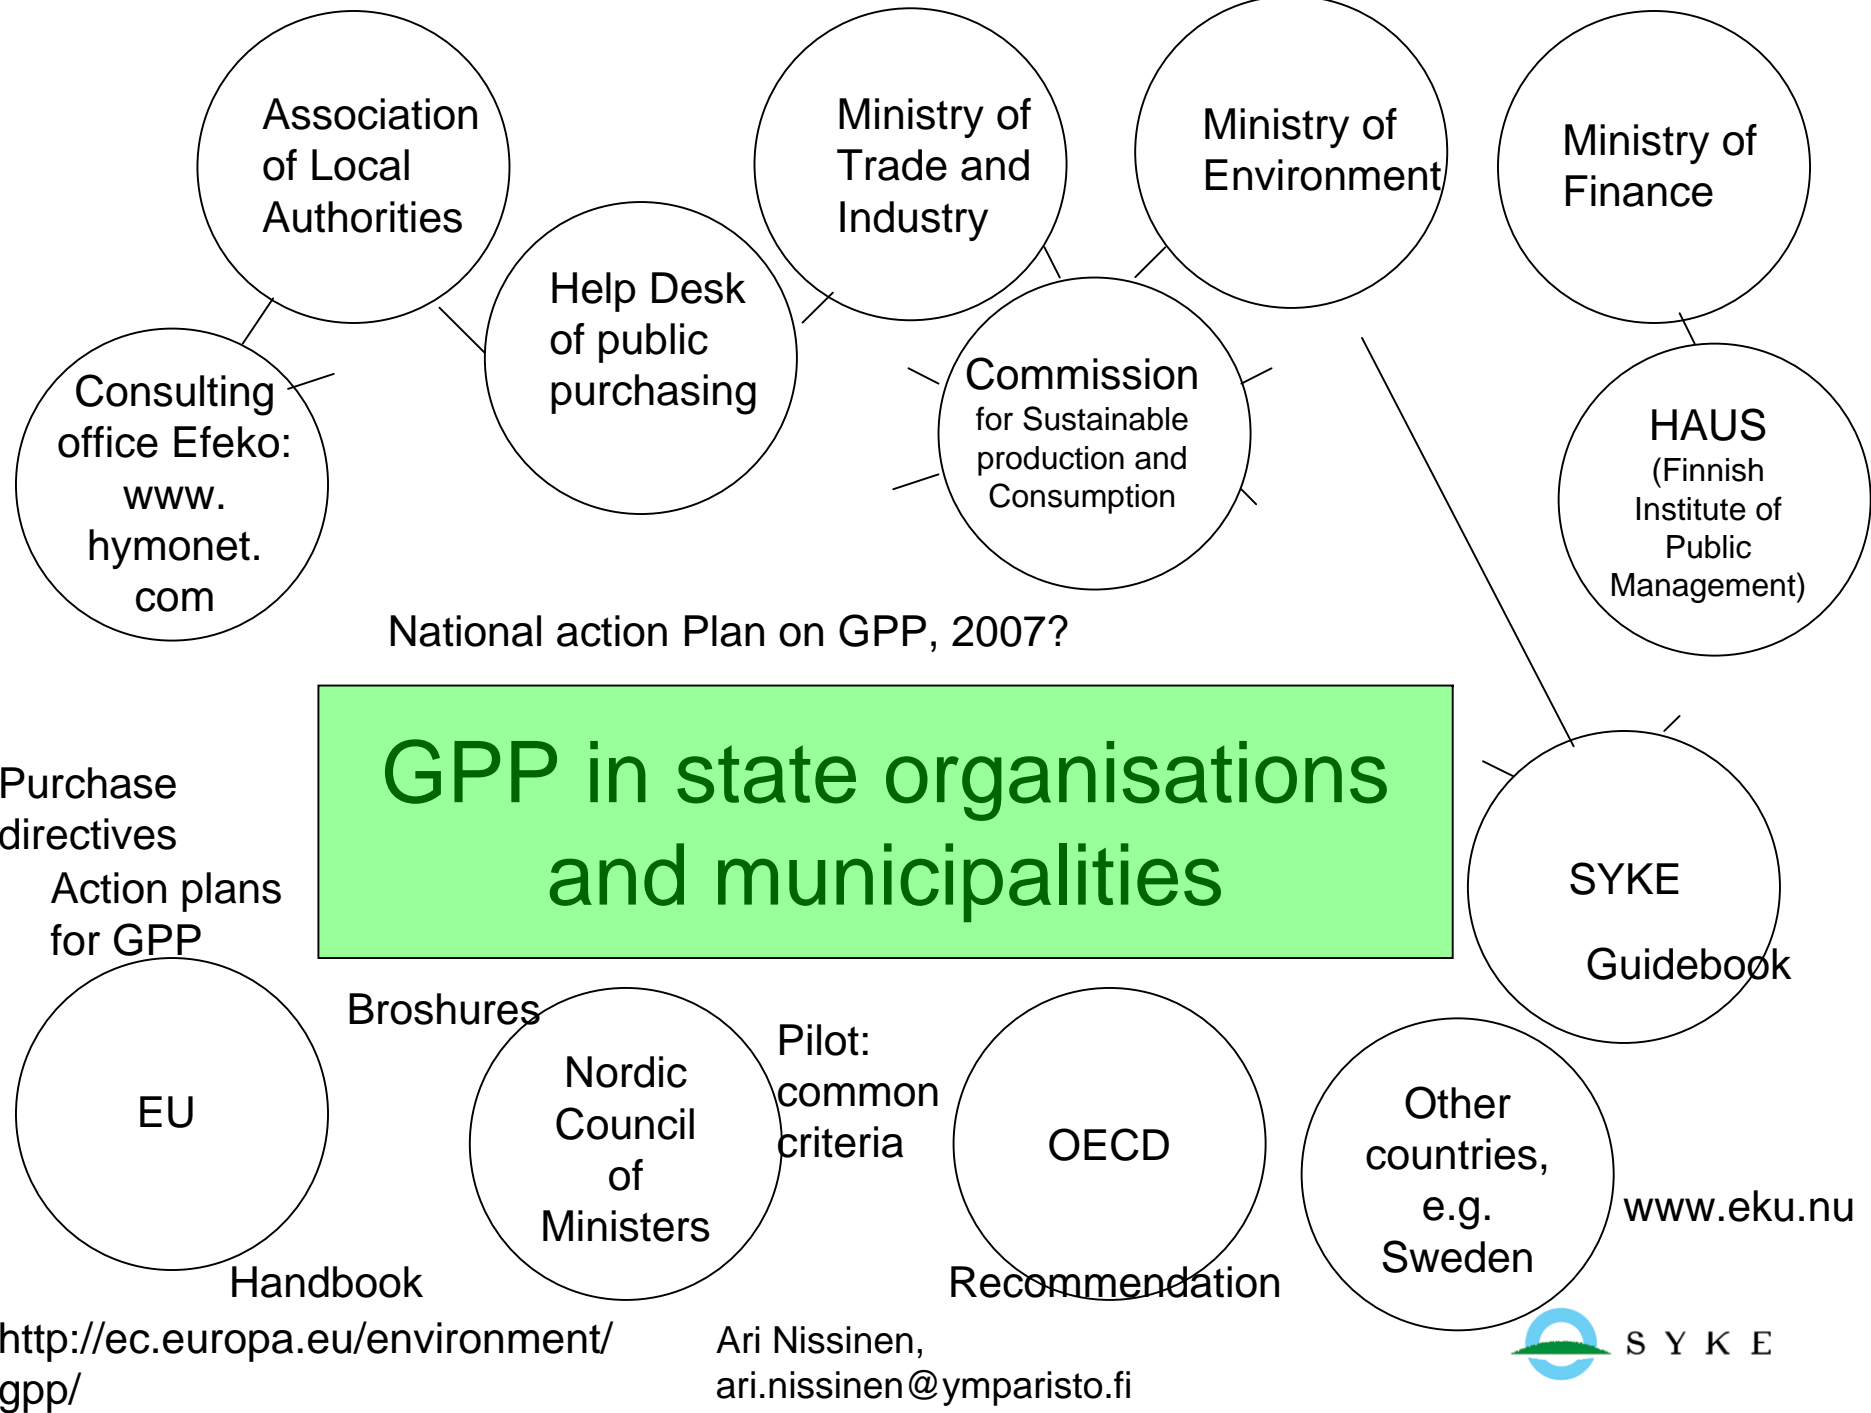 Association
of Local
Authorities
Ministry of
Trade and
Industry
Ministry of
Environment
Ministry of
Finance
Help Desk
of public
purchasing
Consulting
office Efeko:
www.
hymonet.
com
Commission
for Sustainable
production and
Consumption
HAUS
(Finnish
Institute of
Public
Management)
National action Plan on GPP, 2007?
GPP in state organisations
and municipalities
Purchase
directives
Action plans
for GPP
SYKE
Guidebook
EU
Broshures
Nordic
Council
of
Ministers
Pilot:
common
criteria
OECD
Other
countries,
e.g.
Sweden
www.eku.nu
Handbook
Recommendation
http://ec.europa.eu/environment/
gpp/
Ari Nissinen,
ari.nissinen@ymparisto.fi
SYKE